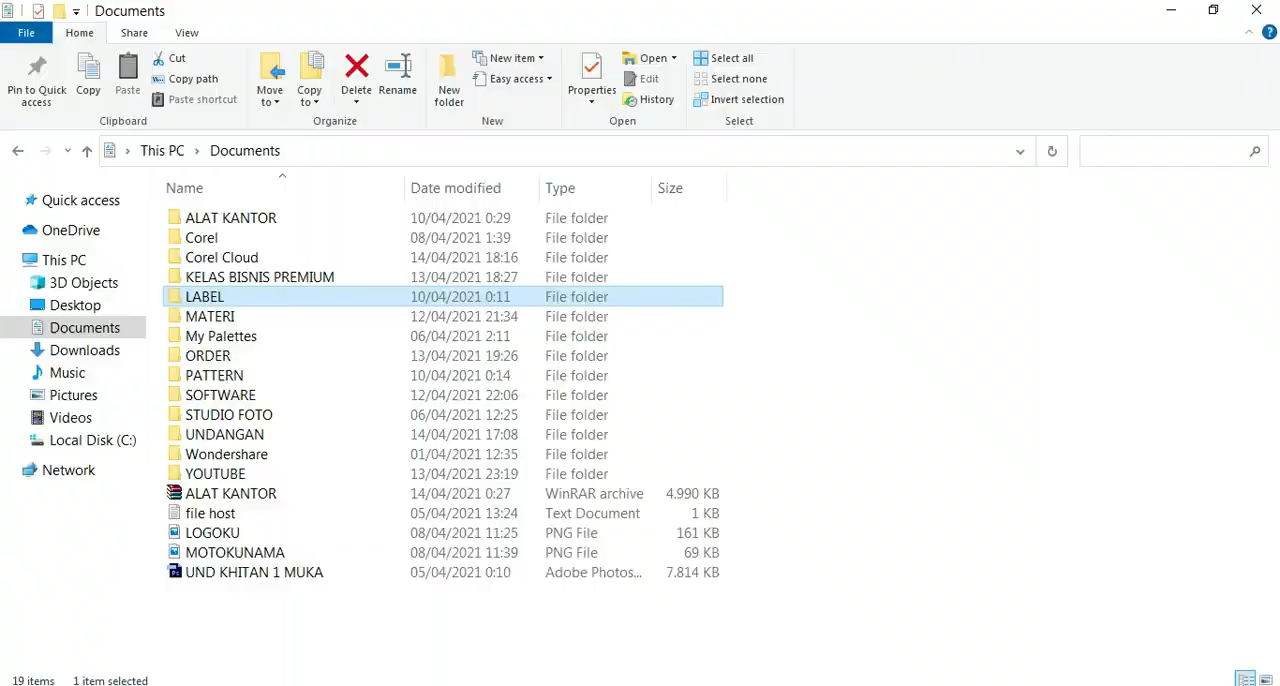 Documents
File Home Share View
Pin to Quick access
Copy
Paste
Cut
Copy path
Paste shortcut
Clipboard
Move to
Copy to
Delete
Rename
Organize
New folder
New item
Easy access
New
Properties
Open
Edit
History
Open
Select all
Select none
Invert selection
Select
This PC Documents
Quick access
OneDrive
This PC
3D Objects
Desktop
Documents
Downloads
Music
Pictures
Videos
Local Disk (C:)
Network
Name Date modified Type Size
ALAT KANTOR 10/04/2021 0:29 File folder
Corel 08/04/2021 1:39 File folder
Corel Cloud 14/04/2021 18:16 File folder
KELAS BISNIS PREMIUM 13/04/2021 18:27 File folder
LABEL 10/04/2021 0:11 File folder
MATERI 12/04/2021 21:34 File folder
My Palettes 06/04/2021 2:11 File folder
ORDER 13/04/2021 19:26 File folder
PATTERN 10/04/2021 0:14 File folder
SOFTWARE 12/04/2021 22:06 File folder
STUDIO FOTO 06/04/2021 12:25 File folder
UNDANGAN 14/04/2021 17:08 File folder
Wondershare 01/04/2021 12:35 File folder
YOUTUBE 13/04/2021 23:19 File folder
ALAT KANTOR 14/04/2021 0:27 WinRAR archive 4.990 KB
file host 05/04/2021 13:24 Text Document 1 KB
LOGOKU 08/04/2021 11:25 PNG File 161 KB
MOTOKUNAMA 08/04/2021 11:39 PNG File 69 KB
UND KHITAN 1 MUKA 05/04/2021 0:10 Adobe Photos... 7.814 KB
19 items 1 item selected